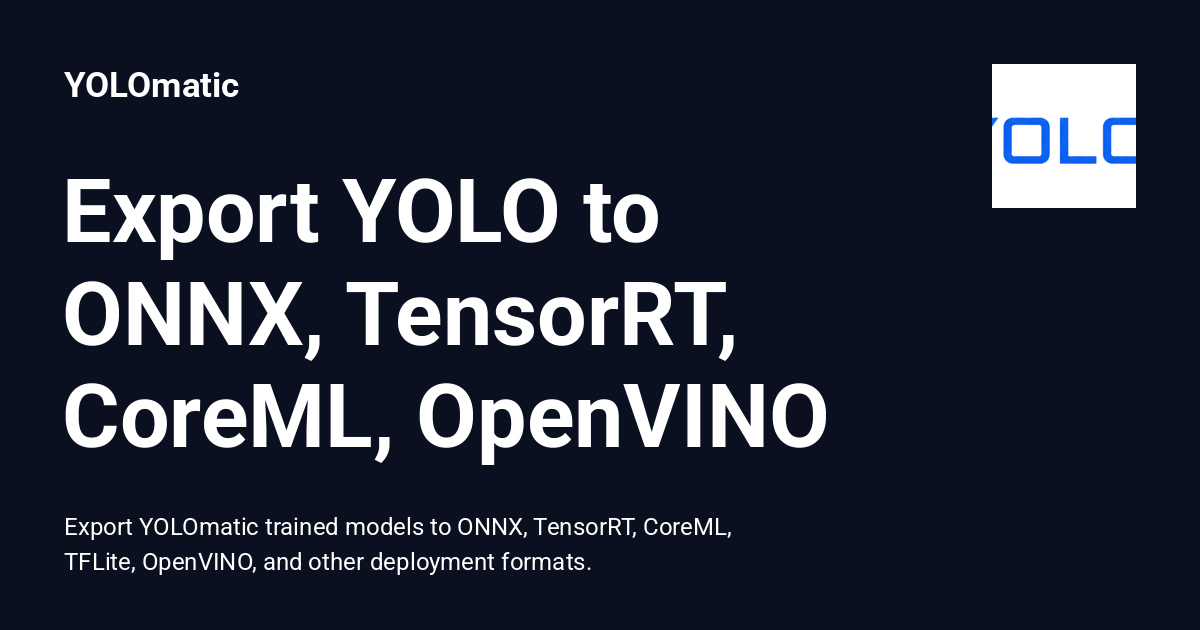 YOLOmatic
YOLO
Export YOLO to
ONNX, TensorRT,
CoreML, OpenVINO
Export YOLOmatic trained models to ONNX, TensorRT, CoreML,
TFLite, OpenVINO, and other deployment formats.